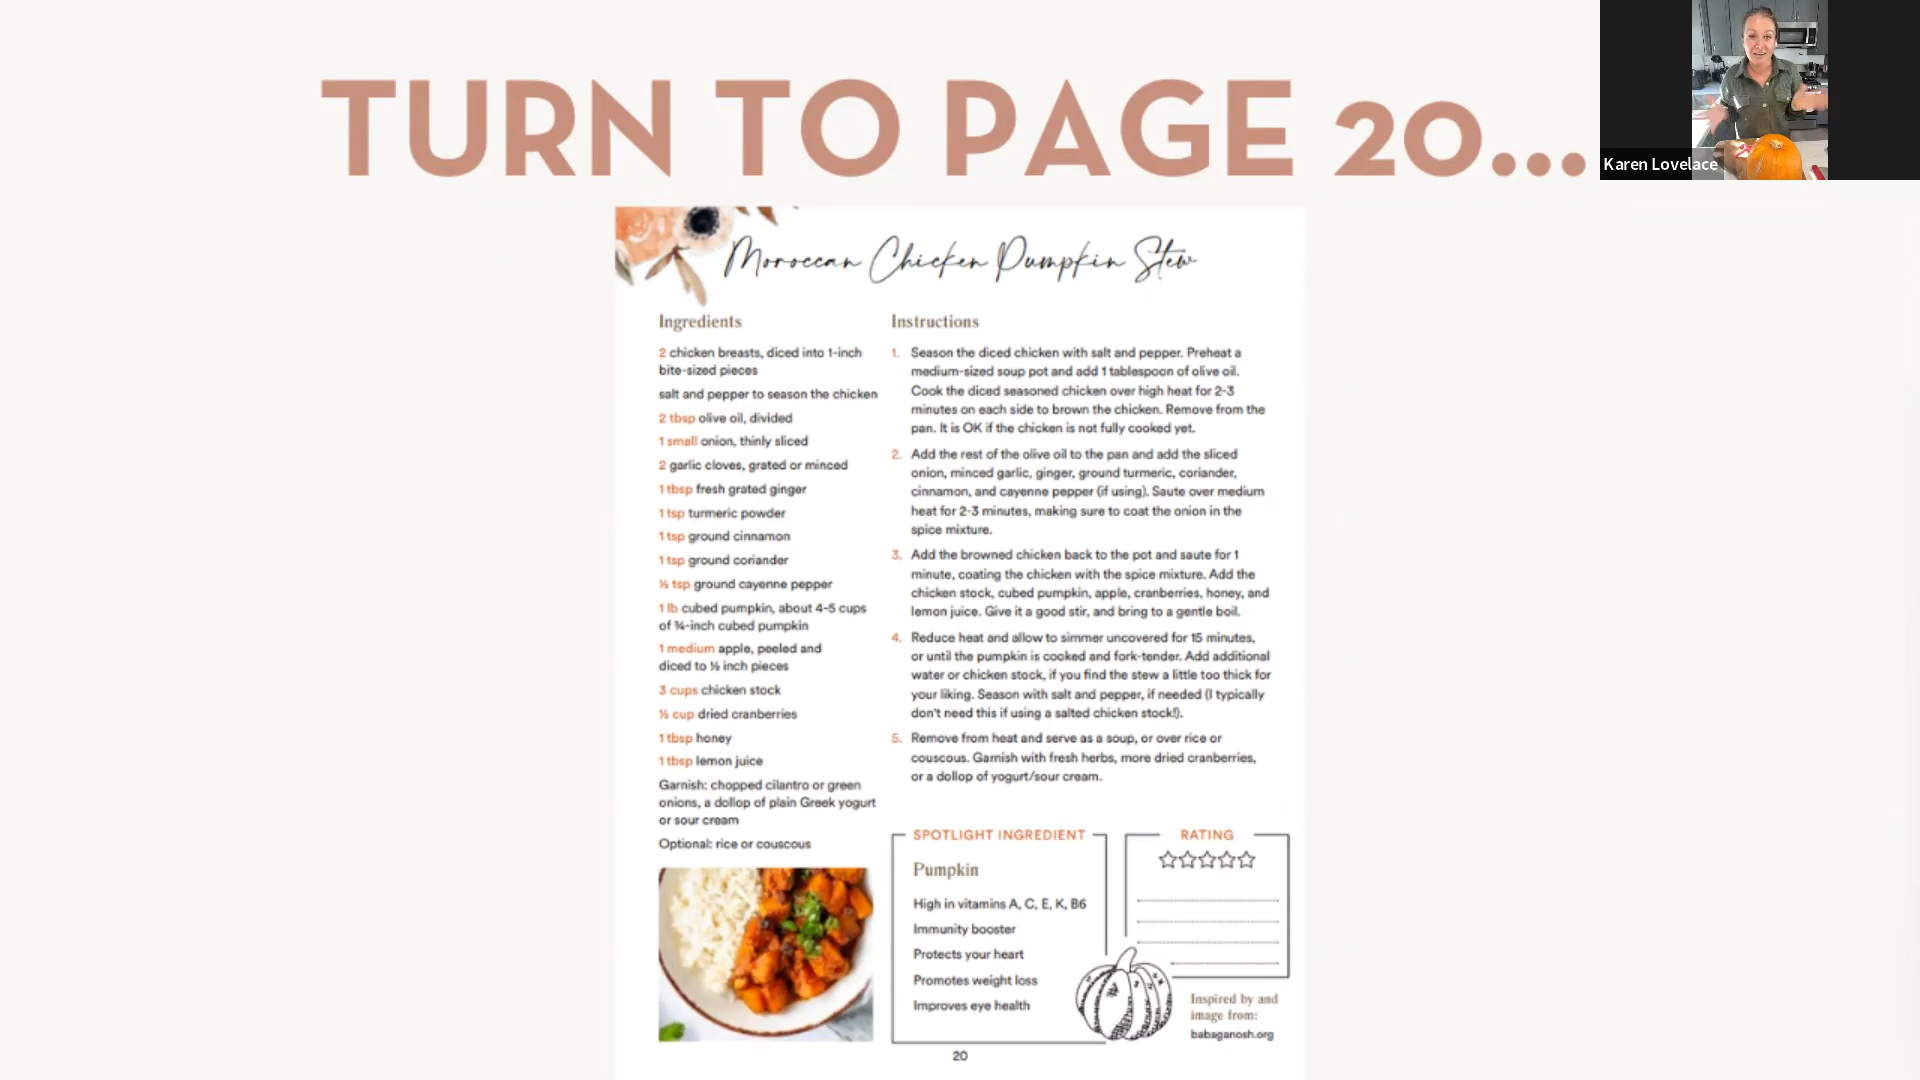 TURN TO PAGE 20...
Karen Lovelace
Moroccan Chicken Pumpkin Stew
Ingredients
2 chicken breasts, diced into 1-inch
bite-sized pieces
salt and pepper to season the chicken
2 tbsp olive oil, divided
1 small onion, thinly sliced
2 garlic cloves, grated or minced
1 tbsp fresh grated ginger
1 tsp turmeric powder
1 tsp ground cinnamon
1 tsp ground coriander
½ tsp ground cayenne pepper
1 lb cubed pumpkin, about 4-5 cups
of ¾-inch cubed pumpkin
1 medium apple, peeled and
diced to ½ inch pieces
3 cups chicken stock
½ cup dried cranberries
1 tbsp honey
1 tbsp lemon juice
Garnish: chopped cilantro or green
onions, a dollop of plain Greek yogurt
or sour cream
Optional: rice or couscous
Instructions
1. Season the diced chicken with salt and pepper. Preheat a
medium-sized soup pot and add 1 tablespoon of olive oil.
Cook the diced seasoned chicken over high heat for 2-3
minutes on each side to brown the chicken. Remove from the
pan. It is OK if the chicken is not fully cooked yet.
2. Add the rest of the olive oil to the pan and add the sliced
onion, minced garlic, ginger, ground turmeric, coriander,
cinnamon, and cayenne pepper (if using). Saute over medium
heat for 2-3 minutes, making sure to coat the onion in the
spice mixture.
3. Add the browned chicken back to the pot and saute for 1
minute, coating the chicken with the spice mixture. Add the
chicken stock, cubed pumpkin, apple, cranberries, honey, and
lemon juice. Give it a good stir, and bring to a gentle boil.
4. Reduce heat and allow to simmer uncovered for 15 minutes,
or until the pumpkin is cooked and fork-tender. Add additional
water or chicken stock, if you find the stew a little too thick for
your liking. Season with salt and pepper, if needed (I typically
don't need this if using a salted chicken stock!).
5. Remove from heat and serve as a soup, or over rice or
couscous. Garnish with fresh herbs, more dried cranberries,
or a dollop of yogurt/sour cream.
SPOTLIGHT INGREDIENT
Pumpkin
High in vitamins A, C, E, K, B6
Immunity booster
Protects your heart
Promotes weight loss
Improves eye health
RATING
Inspired by and
image from:
babaganosh.org
20